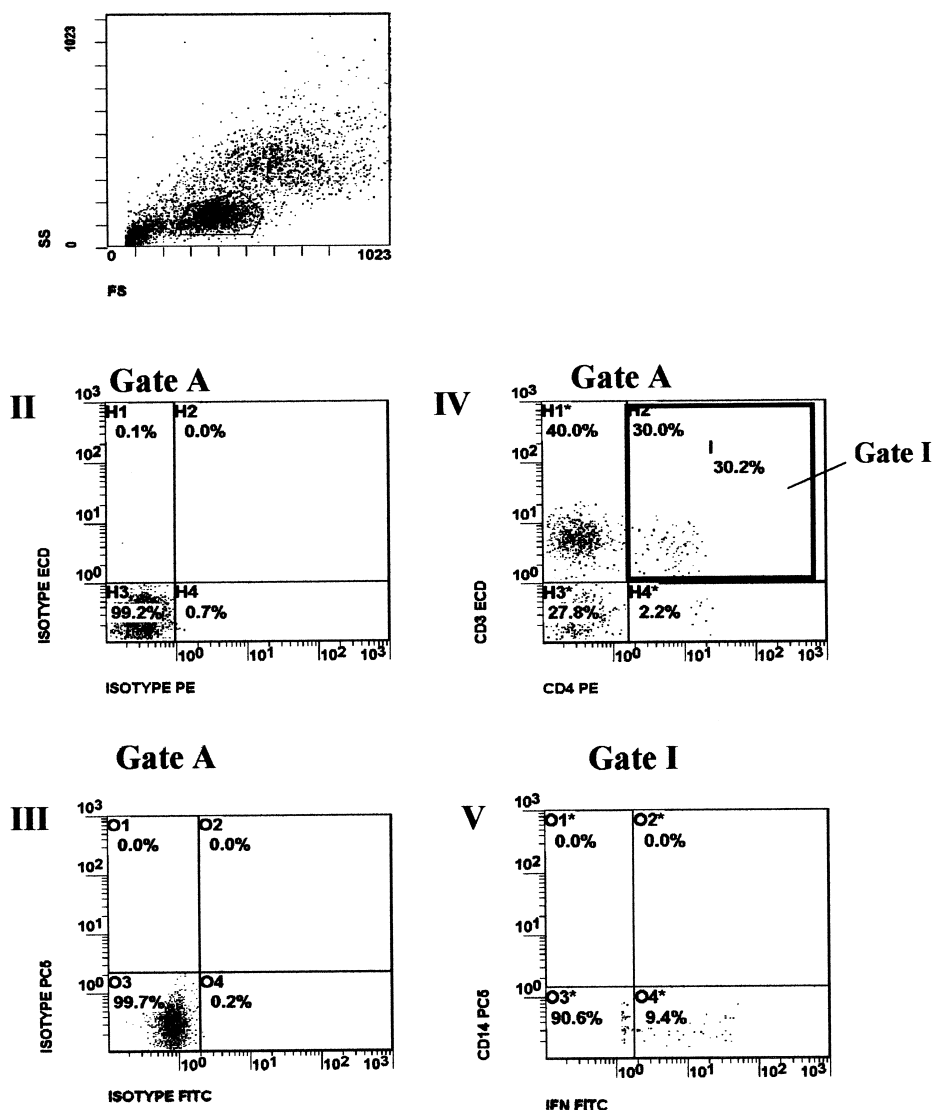 1023
SS
0
0
1023
FS
II
Gate A
103
H1
0.1%
H2
0.0%
102
101
100
H3
99.2%
H4
0.7%
100
101
102
103
ISOTYPE ECD
ISOTYPE PE
IV
Gate A
103
H1*
40.0%
H2
30.0%
I
30.2%
Gate I
102
101
100
H3*
27.8%
H4*
2.2%
100
101
102
103
CD3 ECD
CD4 PE
III
Gate A
103
O1
0.0%
O2
0.0%
102
101
100
O3
99.7%
O4
0.2%
100
101
102
103
ISOTYPE PC5
ISOTYPE FITC
V
Gate I
103
O1*
0.0%
O2*
0.0%
102
101
100
O3*
90.6%
O4*
9.4%
100
101
102
103
CD14 PC5
IFN FITC